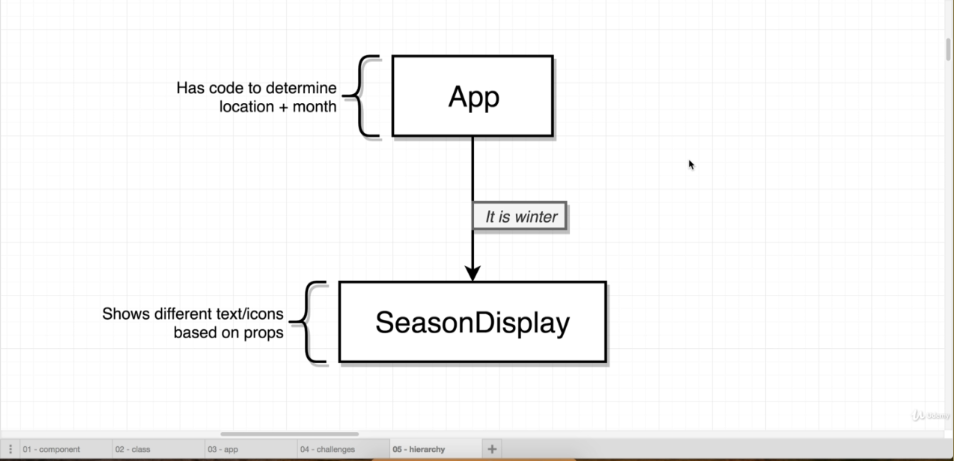 Has code to determine
location + month
App
It is winter
Shows different text/icons
based on props
SeasonDisplay
Udemy
01 - component
02 - class
03 - app
04 - challenges
05 - hierarchy